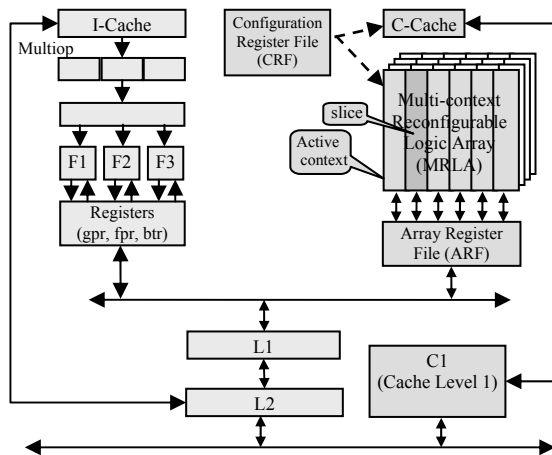 I-Cache
Multiop
F1
F2
F3
Registers
(gpr, fpr, btr)
Configuration
Register File
(CRF)
C-Cache
Multi-context
Reconfigurable
Logic Array
(MRLA)
slice
Active
context
Array Register
File (ARF)
L1
L2
C1
(Cache Level 1)